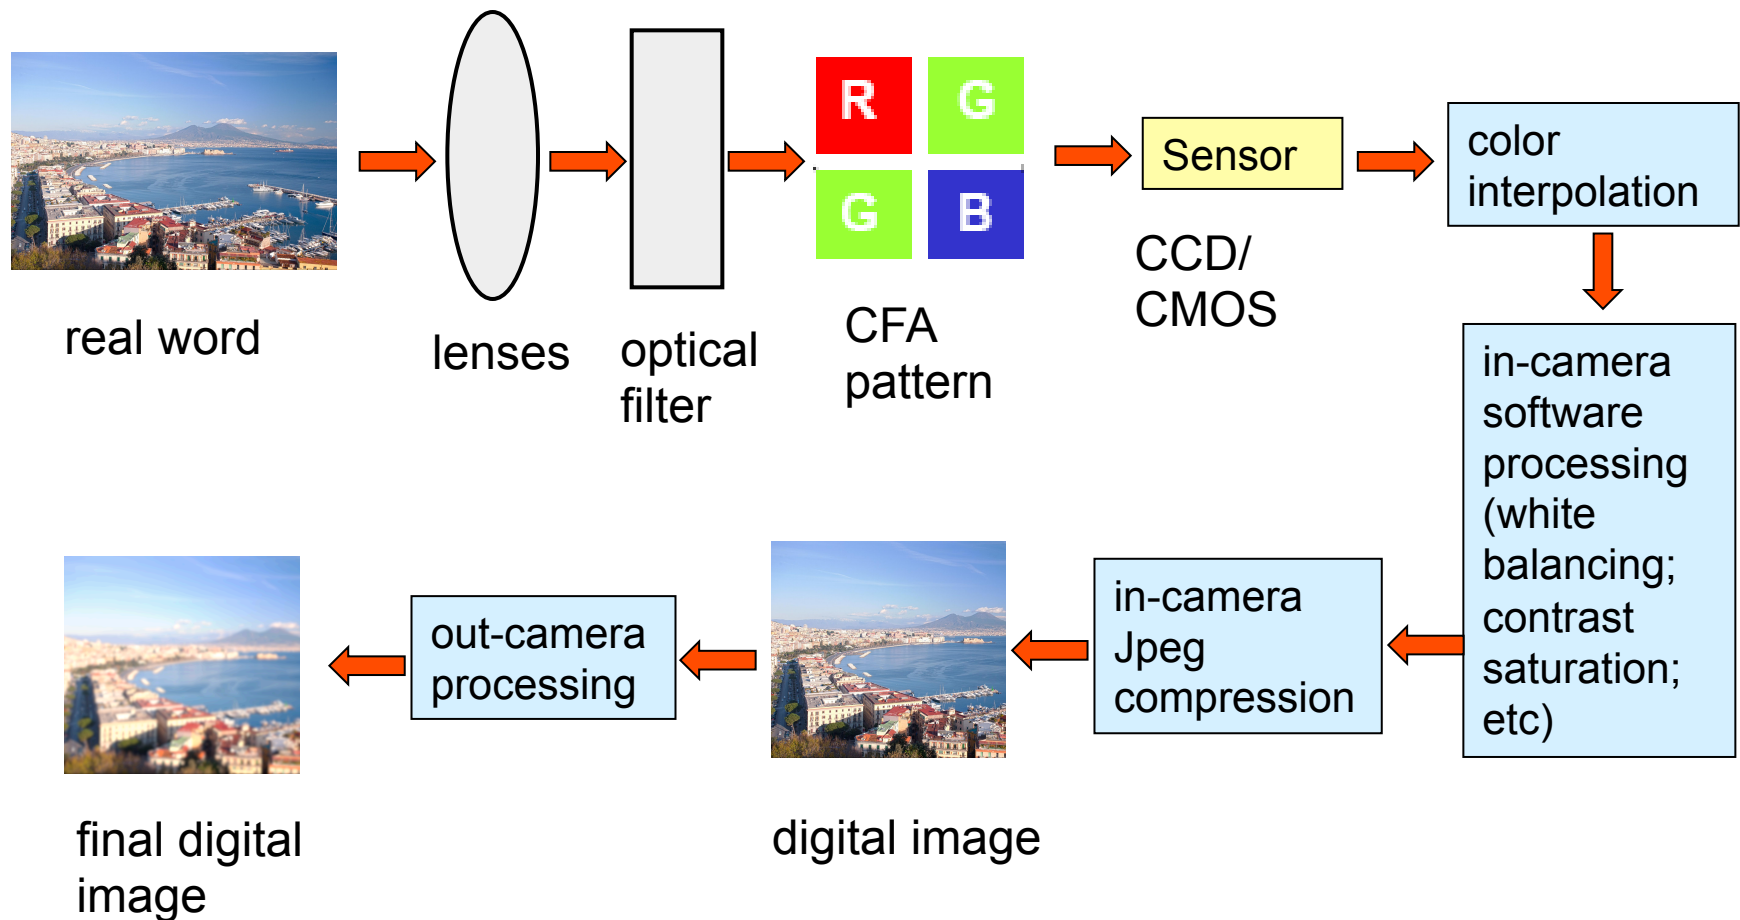 R G
G B
Sensor
color
interpolation
real word
lenses
optical
filter
CFA
pattern
CCD/
CMOS
in-camera
software
processing
(white
balancing;
contrast
saturation;
etc)
in-camera
Jpeg
compression
digital image
out-camera
processing
final digital
image